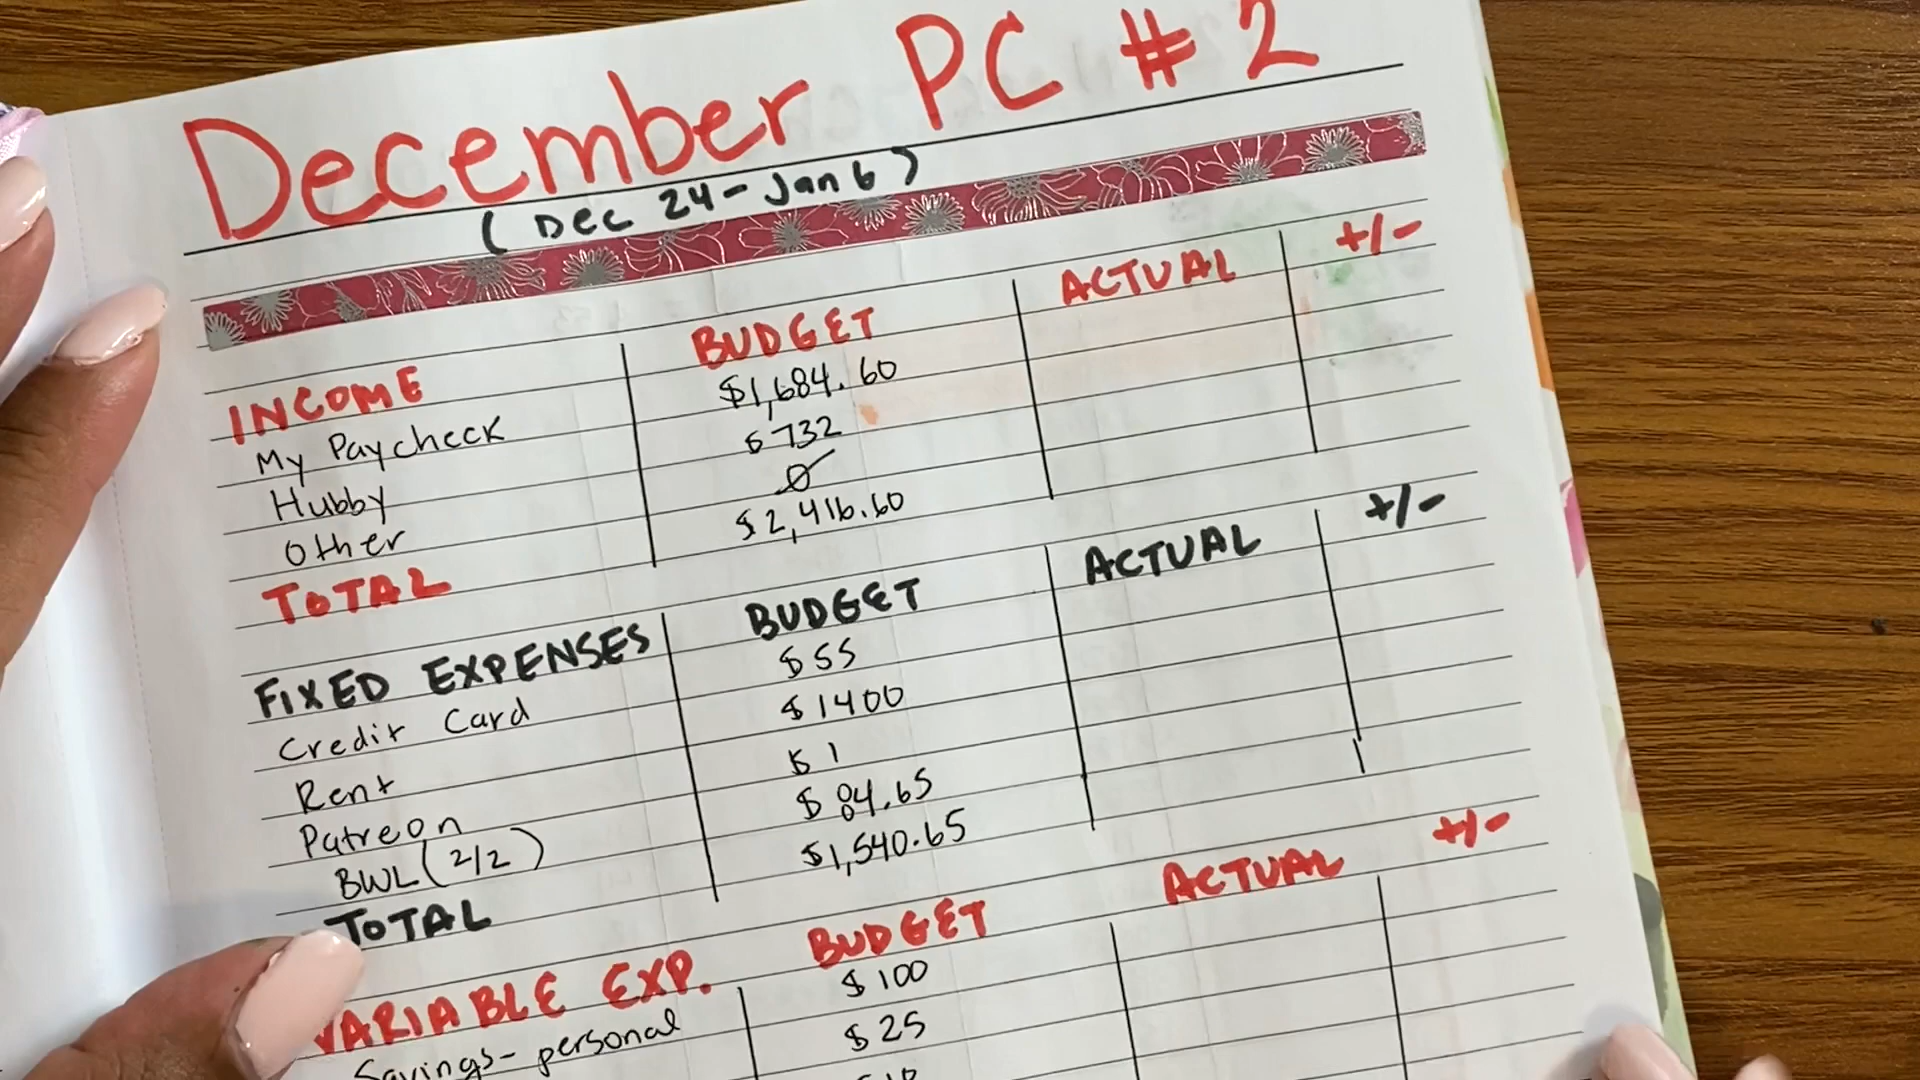 December PC # 2
( Dec 24 - Jan 6 )
INCOME BUDGET ACTUAL +/-
My Paycheck $1,684.60
Hubby $732
Other 0
TOTAL $2,416.60
FIXED EXPENSES BUDGET ACTUAL +/-
Credit Card $55
Rent $1400
Patreon $1
BWL (2/2) $84.65
TOTAL $1,540.65
VARIABLE EXP. BUDGET ACTUAL +/-
Savings- personal $100
$25